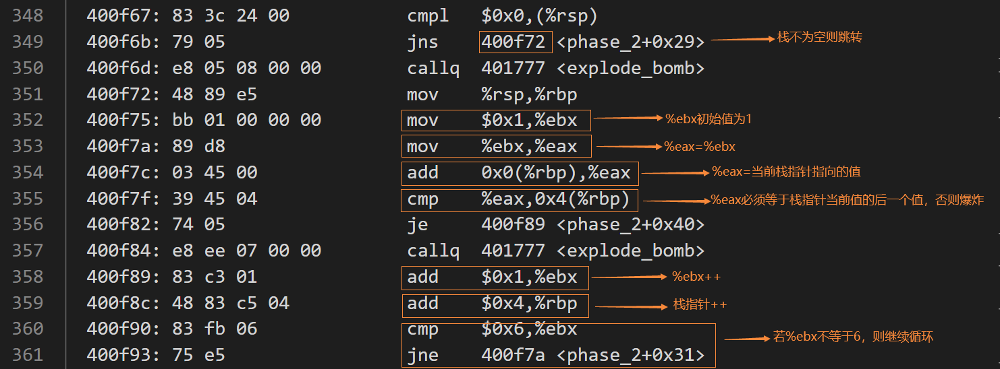 348 400f67: 83 3c 24 00 cmpl $0x0,(%rsp)
349 400f6b: 79 05 jns 400f72 <phase_2+0x29> 栈不为空则跳转
350 400f6d: e8 05 08 00 00 callq 401777 <explode_bomb>
351 400f72: 48 89 e5 mov %rsp,%rbp
352 400f75: bb 01 00 00 00 mov $0x1,%ebx %ebx初始值为1
353 400f7a: 89 d8 mov %ebx,%eax %eax=%ebx
354 400f7c: 03 45 00 add 0x0(%rbp),%eax %eax=当前栈指针指向的值
355 400f7f: 39 45 04 cmp %eax,0x4(%rbp) %eax必须等于栈指针当前值的后一个值，否则爆炸
356 400f82: 74 05 je 400f89 <phase_2+0x40>
357 400f84: e8 ee 07 00 00 callq 401777 <explode_bomb>
358 400f89: 83 c3 01 add $0x1,%ebx %ebx++
359 400f8c: 48 83 c5 04 add $0x4,%rbp 栈指针++
360 400f90: 83 fb 06 cmp $0x6,%ebx 若%ebx不等于6，则继续循环
361 400f93: 75 e5 jne 400f7a <phase_2+0x31>